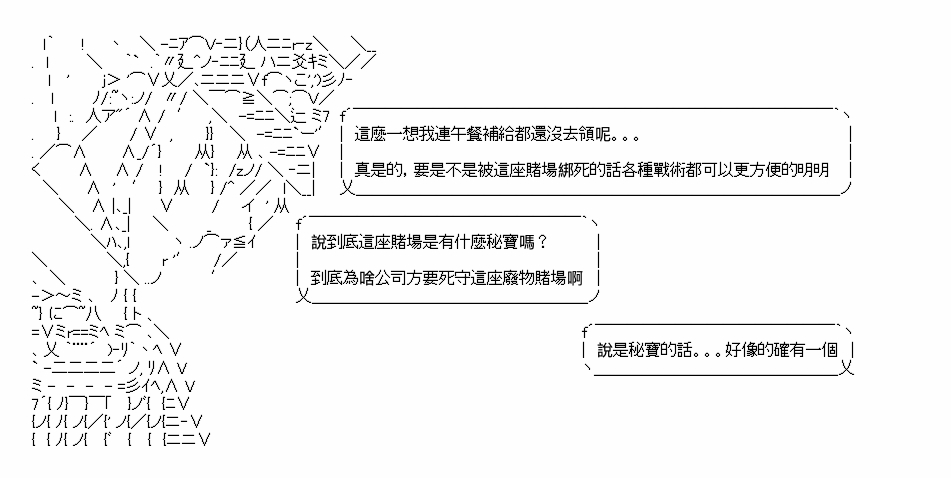 這麼一想我連午餐補給都還沒去領呢。。。
真是的，要是不是被這座賭場綁死的話各種戰術都可以更方便的明明
說到底這座賭場是有什麼秘寶嗎？
到底為啥公司方要死守這座廢物賭場啊
說是秘寶的話。。。好像的確有一個